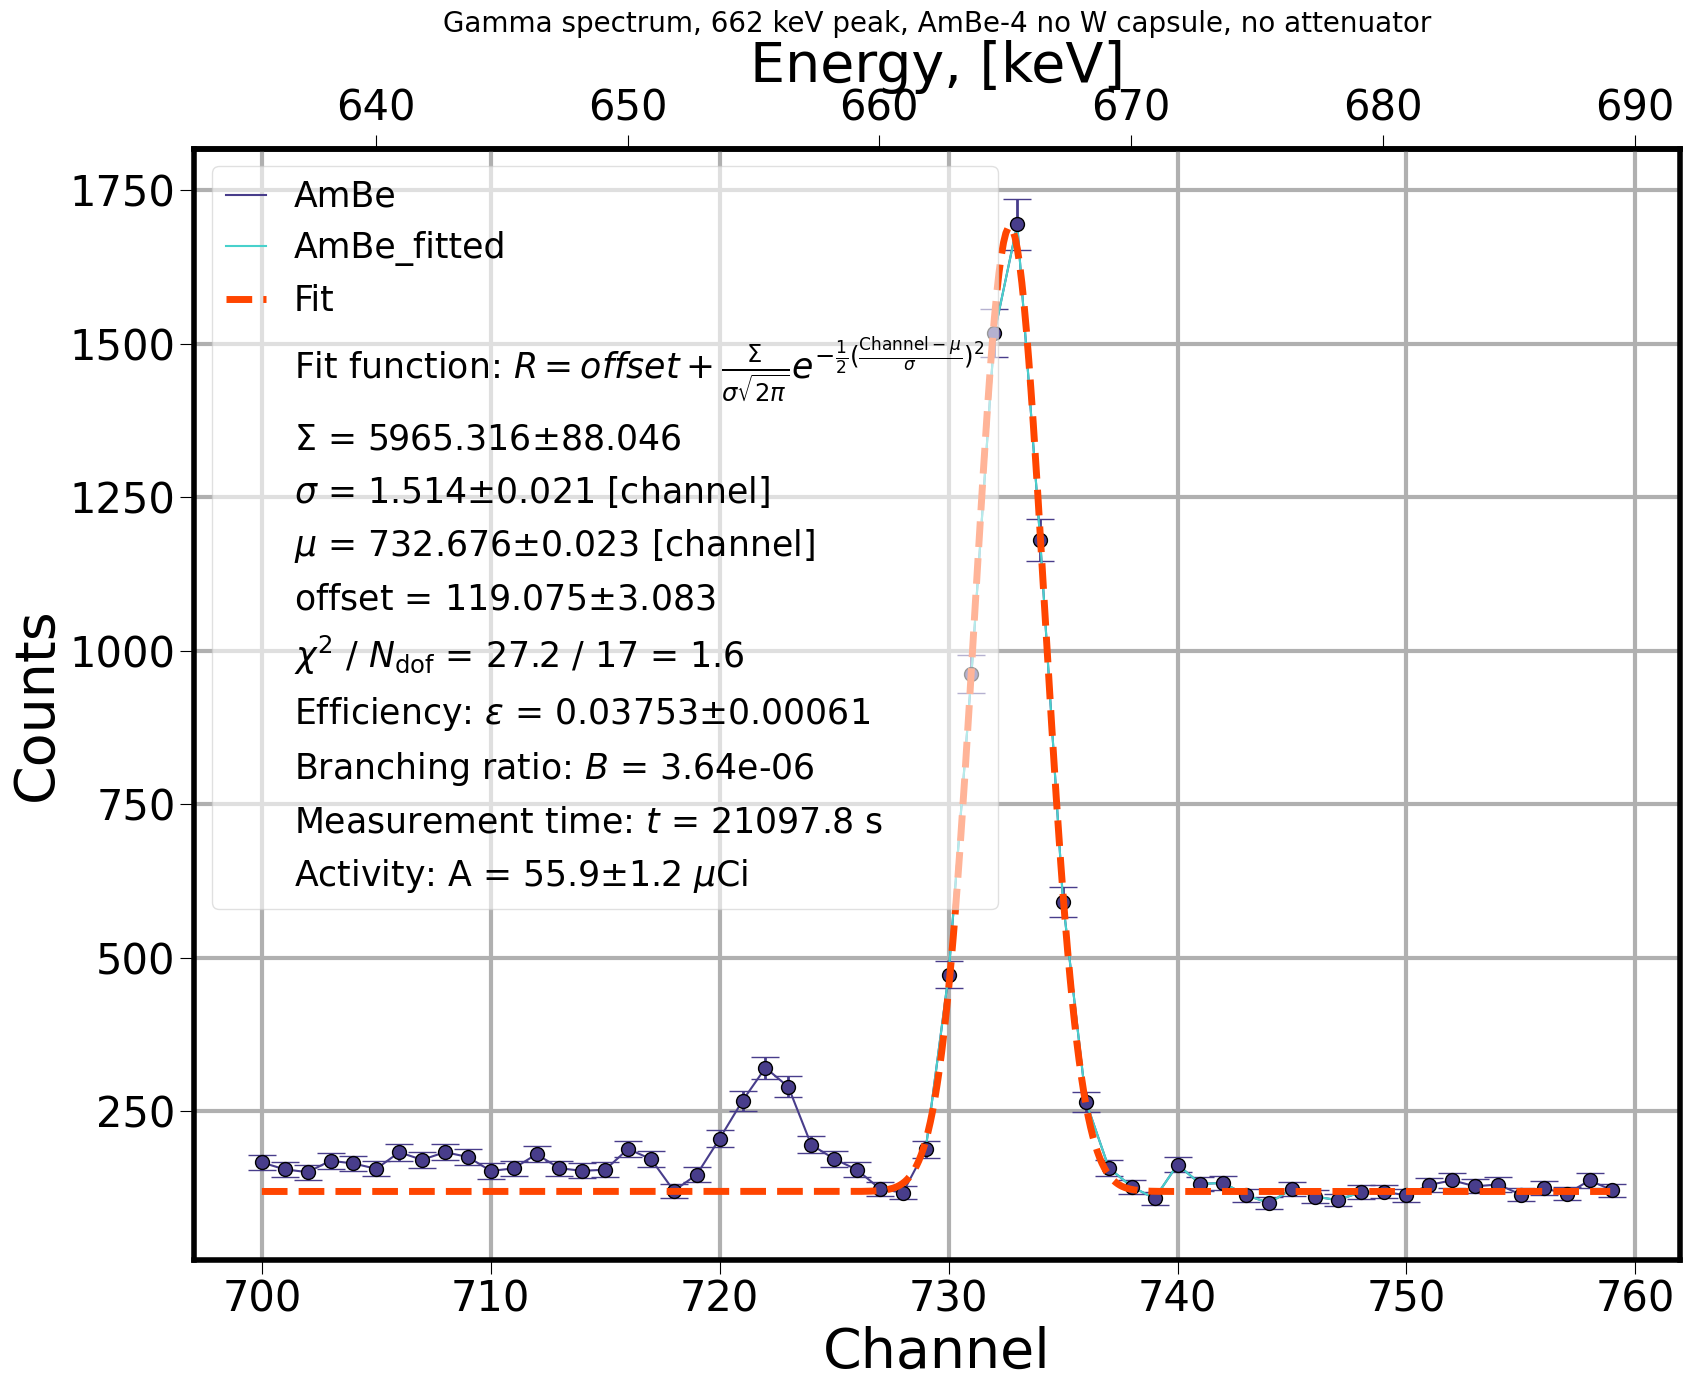 Gamma spectrum, 662 keV peak, AmBe-4 no W capsule, no attenuator
Energy, [keV]
640 650 660 670 680 690
AmBe
AmBe_fitted
Fit
Fit function: R = offset + \frac{Σ}{σ\sqrt{2π}} e^{-\frac{1}{2}(\frac{Channel - μ}{σ})^2}
Σ = 5965.316±88.046
σ = 1.514±0.021 [channel]
μ = 732.676±0.023 [channel]
offset = 119.075±3.083
χ² / N_dof = 27.2 / 17 = 1.6
Efficiency: ε = 0.03753±0.00061
Branching ratio: B = 3.64e-06
Measurement time: t = 21097.8 s
Activity: A = 55.9±1.2 μCi
Counts
1750
1500
1250
1000
750
500
250
700 710 720 730 740 750 760
Channel